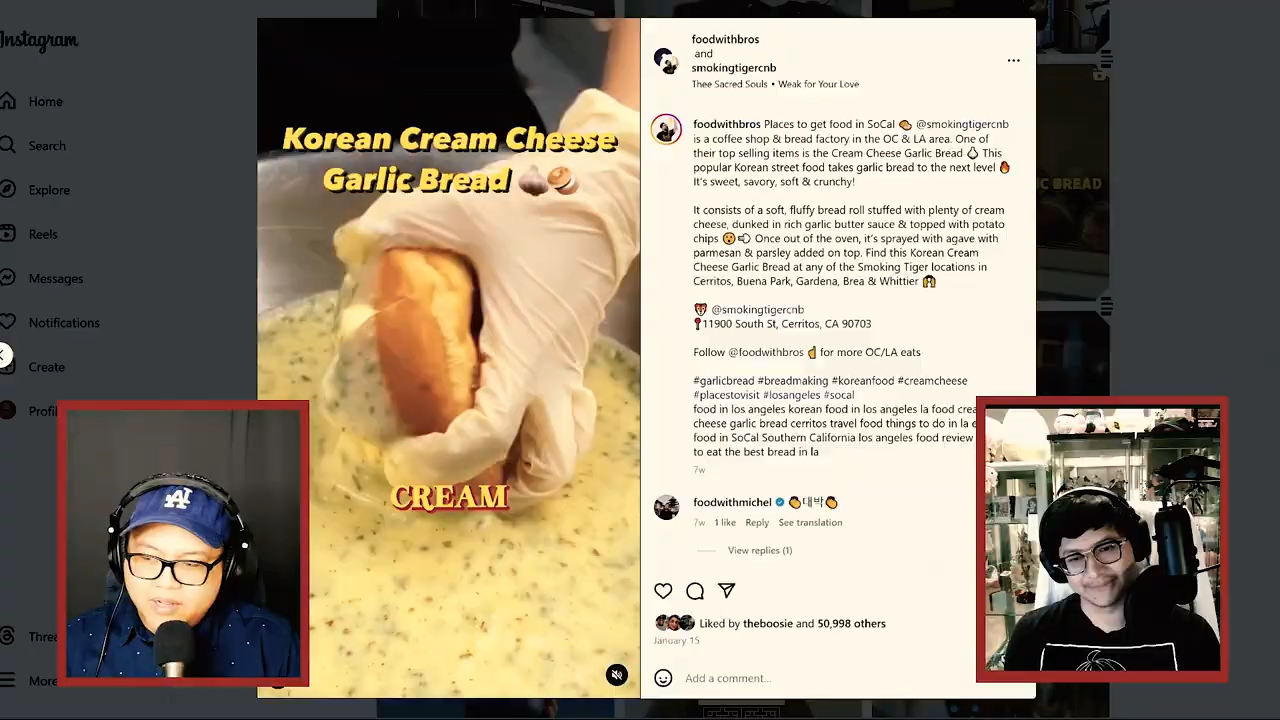 Instagram
Home
Search
Explore
Reels
Messages
Notifications
Create
Korean Cream Cheese
Garlic Bread
CREAM
foodwithbros
and
smokingtigercnb
Thee Sacred Souls • Weak for Your Love
foodwithbros Places to get food in SoCal @smokingtigercnb
is a coffee shop & bread factory in the OC & LA area. One of
their top selling items is the Cream Cheese Garlic Bread This
popular Korean street food takes garlic bread to the next level
It's sweet, savory, soft & crunchy!
It consists of a soft, fluffy bread roll stuffed with plenty of cream
cheese, dunked in rich garlic butter sauce & topped with potato
chips Once out of the oven, it's sprayed with agave with
parmesan & parsley added on top. Find this Korean Cream
Cheese Garlic Bread at any of the Smoking Tiger locations in
Cerritos, Buena Park, Gardena, Brea & Whittier
@smokingtigercnb
11900 South St, Cerritos, CA 90703
Follow @foodwithbros for more OC/LA eats
#garlicbread #breadmaking #koreanfood #creamcheese
#placestovisit #losangeles #socal
food in los angeles korean food in los angeles la food
cheese garlic bread cerritos travel food things to do in la
food in SoCal Southern California los angeles food review
to eat the best bread in la
7w
foodwithmichel 대박
7w 1 like Reply See translation
View replies (1)
Liked by theboosie and 50,998 others
January 15
Add a comment...
More
LA
BREAD